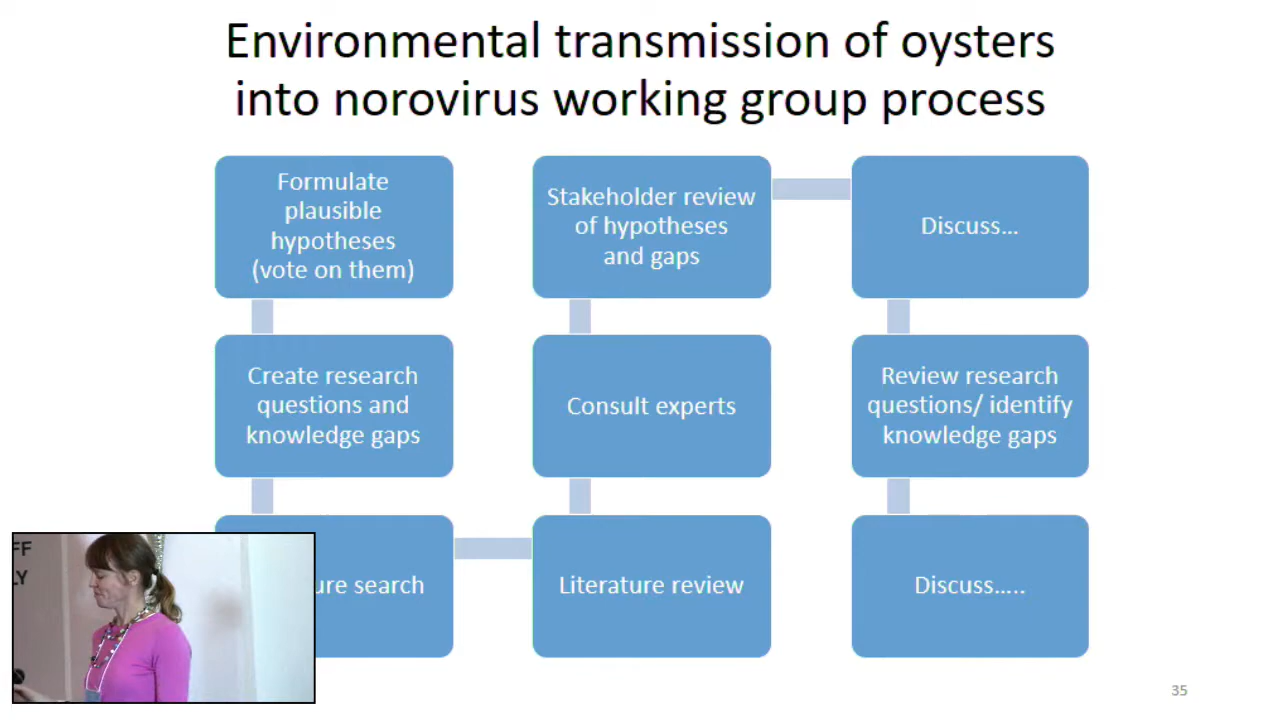 Environmental transmission of oysters
into norovirus working group process
Formulate
plausible
hypotheses
(vote on them)
Create research
questions and
knowledge gaps
search
Literature review
Consult experts
Stakeholder review
of hypotheses
and gaps
Discuss…
Review research
questions/ identify
knowledge gaps
Discuss…..
35